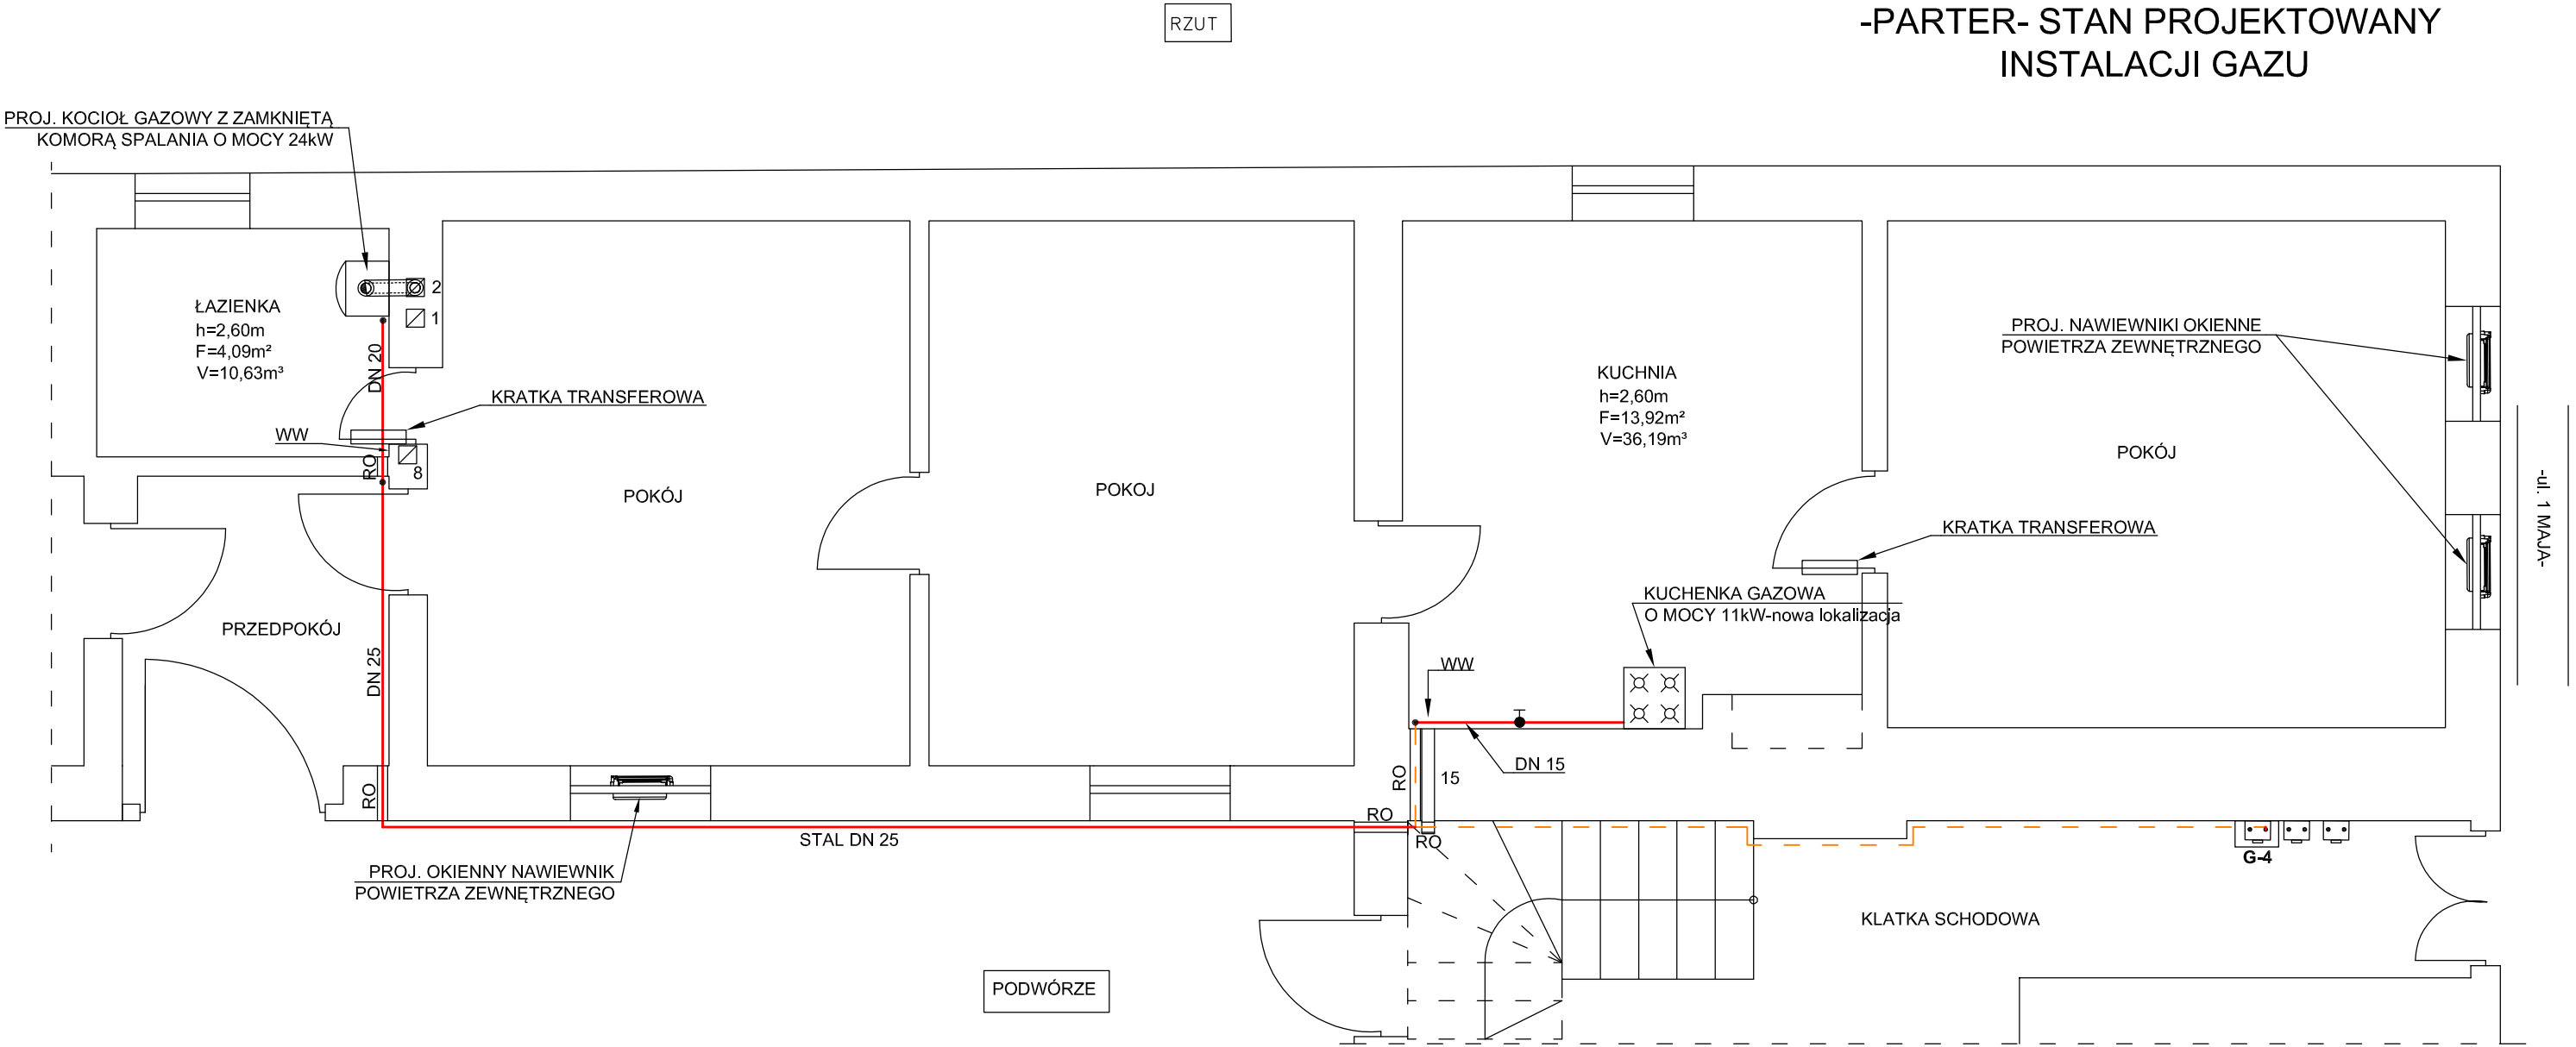 RZUT
-PARTER- STAN PROJEKTOWANY
INSTALACJI GAZU
PROJ. KOCIOŁ GAZOWY Z ZAMKNIĘTĄ
KOMORĄ SPALANIA O MOCY 24kW
2
1
ŁAZIENKA
h=2,60m
F=4,09m²
V=10,63m³
DN 20
KRATKA TRANSFEROWA
WW
RO
8
POKÓJ
POKOJ
KUCHNIA
h=2,60m
F=13,92m²
V=36,19m³
PROJ. NAWIEWNIKI OKIENNE
POWIETRZA ZEWNĘTRZNEGO
POKÓJ
-ul. 1 MAJA-
KRATKA TRANSFEROWA
KUCHENKA GAZOWA
O MOCY 11kW-nowa lokalizacja
PRZEDPOKÓJ
DN 25
WW
RO
RO
15
DN 15
RO
RO
STAL DN 25
G-4
PROJ. OKIENNY NAWIEWNIK
POWIETRZA ZEWNĘTRZNEGO
KLATKA SCHODOWA
PODWÓRZE